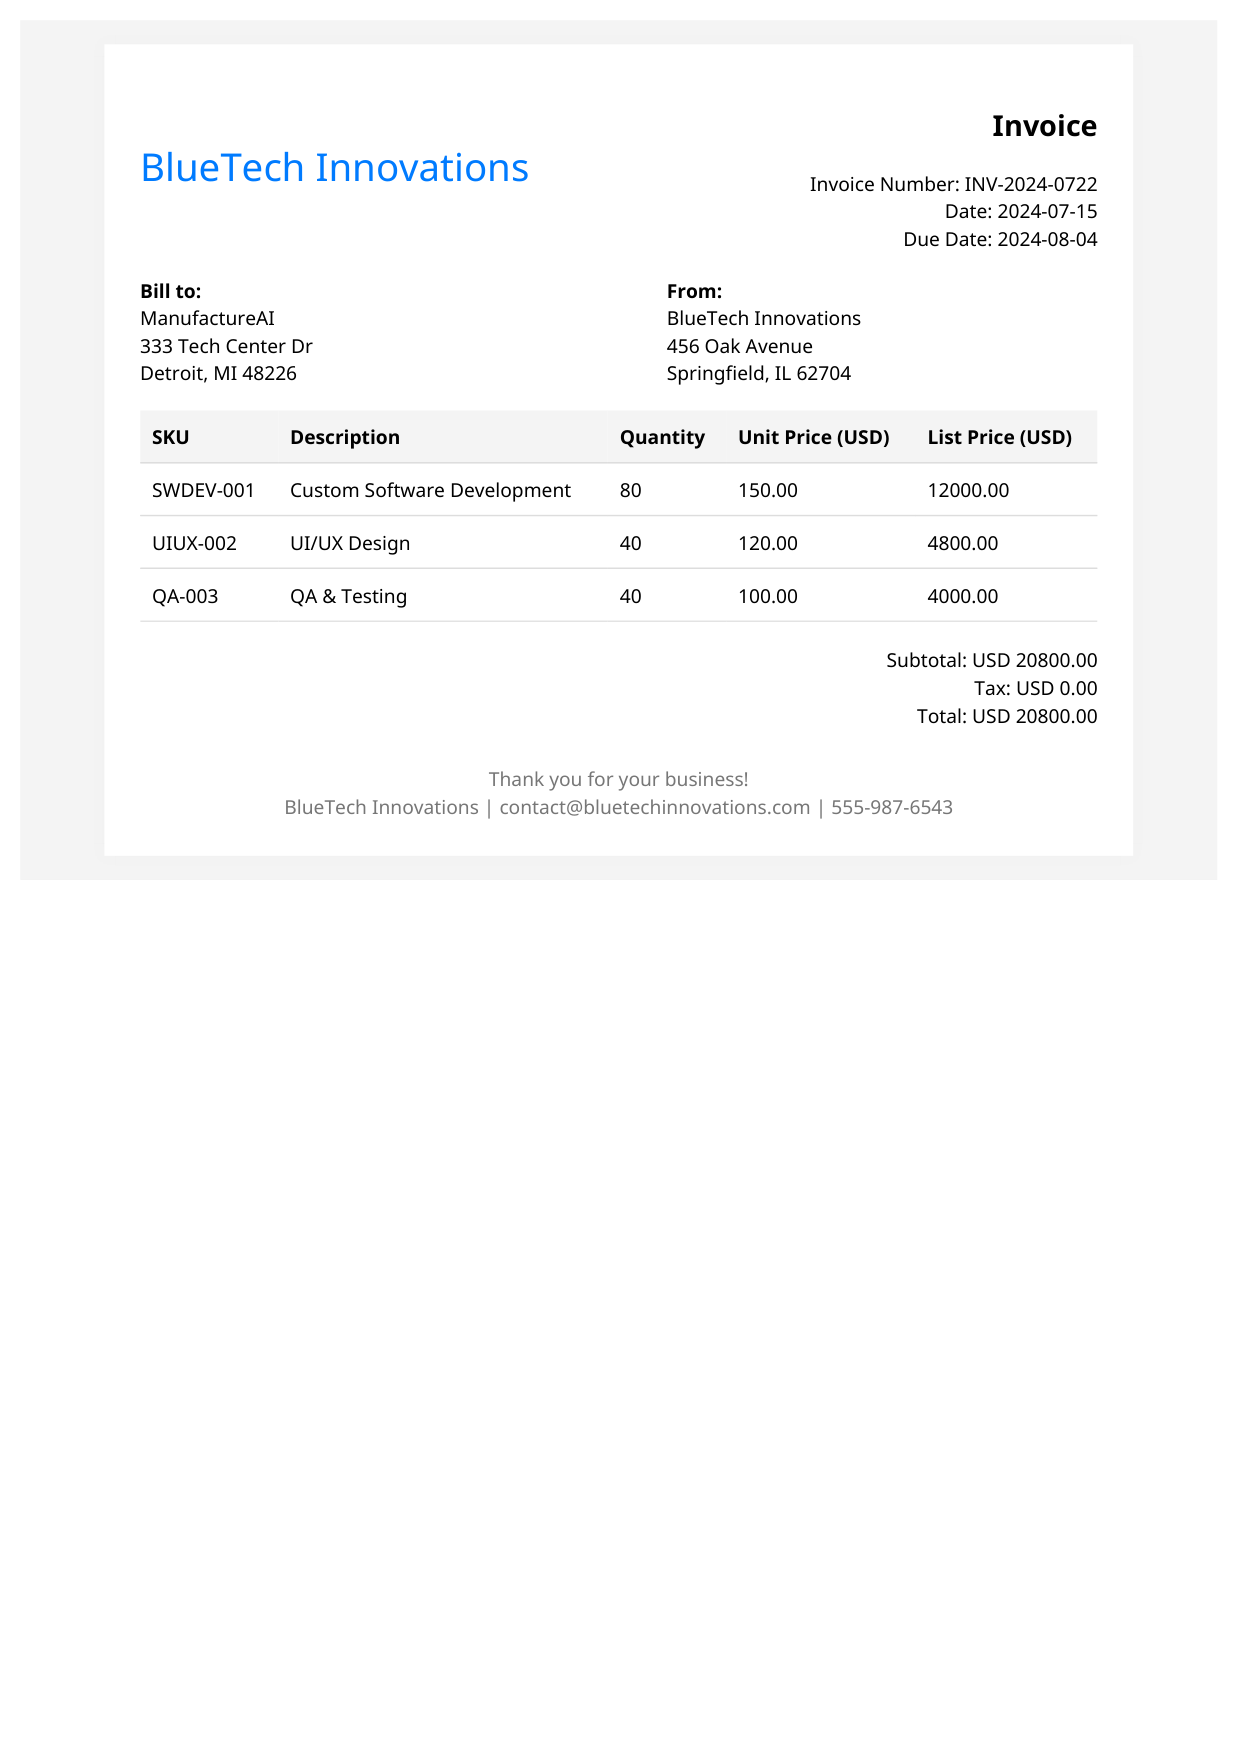 Invoice
BlueTech Innovations
Invoice Number: INV-2024-0722
Date: 2024-07-15
Due Date: 2024-08-04
Bill to:
ManufactureAI
333 Tech Center Dr
Detroit, MI 48226
From:
BlueTech Innovations
456 Oak Avenue
Springfield, IL 62704
SKU Description Quantity Unit Price (USD) List Price (USD)
SWDEV-001 Custom Software Development 80 150.00 12000.00
UIUX-002 UI/UX Design 40 120.00 4800.00
QA-003 QA & Testing 40 100.00 4000.00
Subtotal: USD 20800.00
Tax: USD 0.00
Total: USD 20800.00
Thank you for your business!
BlueTech Innovations | contact@bluetechinnovations.com | 555-987-6543